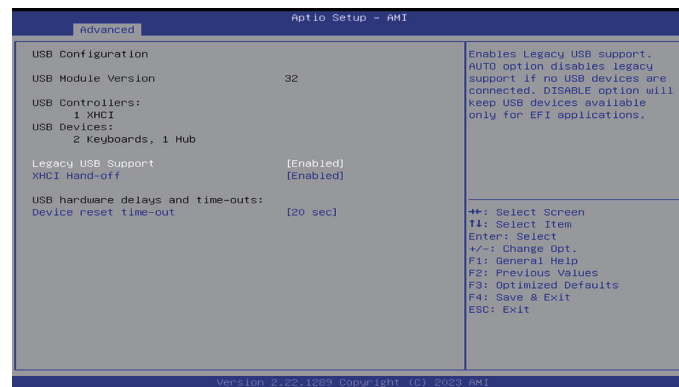 Aptio Setup – AMI
Advanced
USB Configuration
USB Module Version 32
USB Controllers:
1 XHCI
USB Devices:
2 Keyboards, 1 Hub
Legacy USB Support [Enabled]
XHCI Hand-off [Enabled]
USB hardware delays and time-outs:
Device reset time-out [20 sec]
Enables Legacy USB support.
AUTO option disables legacy
support if no USB devices are
connected. DISABLE option will
keep USB devices available
only for EFI applications.
→←: Select Screen
↑↓: Select Item
Enter: Select
+/-: Change Opt.
F1: General Help
F2: Previous Values
F3: Optimized Defaults
F4: Save & Exit
ESC: Exit
Version 2.22.1289 Copyright (C) 2023 AMI